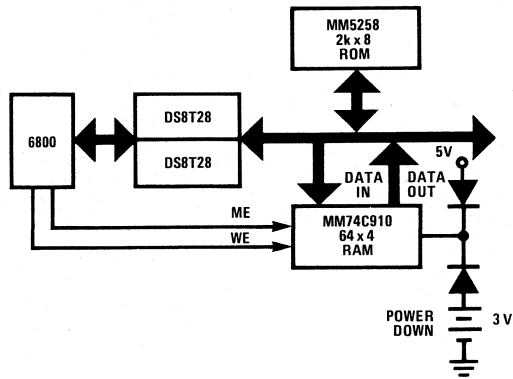 MM5258
2k x 8
ROM
6800
DS8T28
DS8T28
5V
DATA
IN
DATA
OUT
ME
WE
MM74C910
64 x 4
RAM
POWER
DOWN
3 V